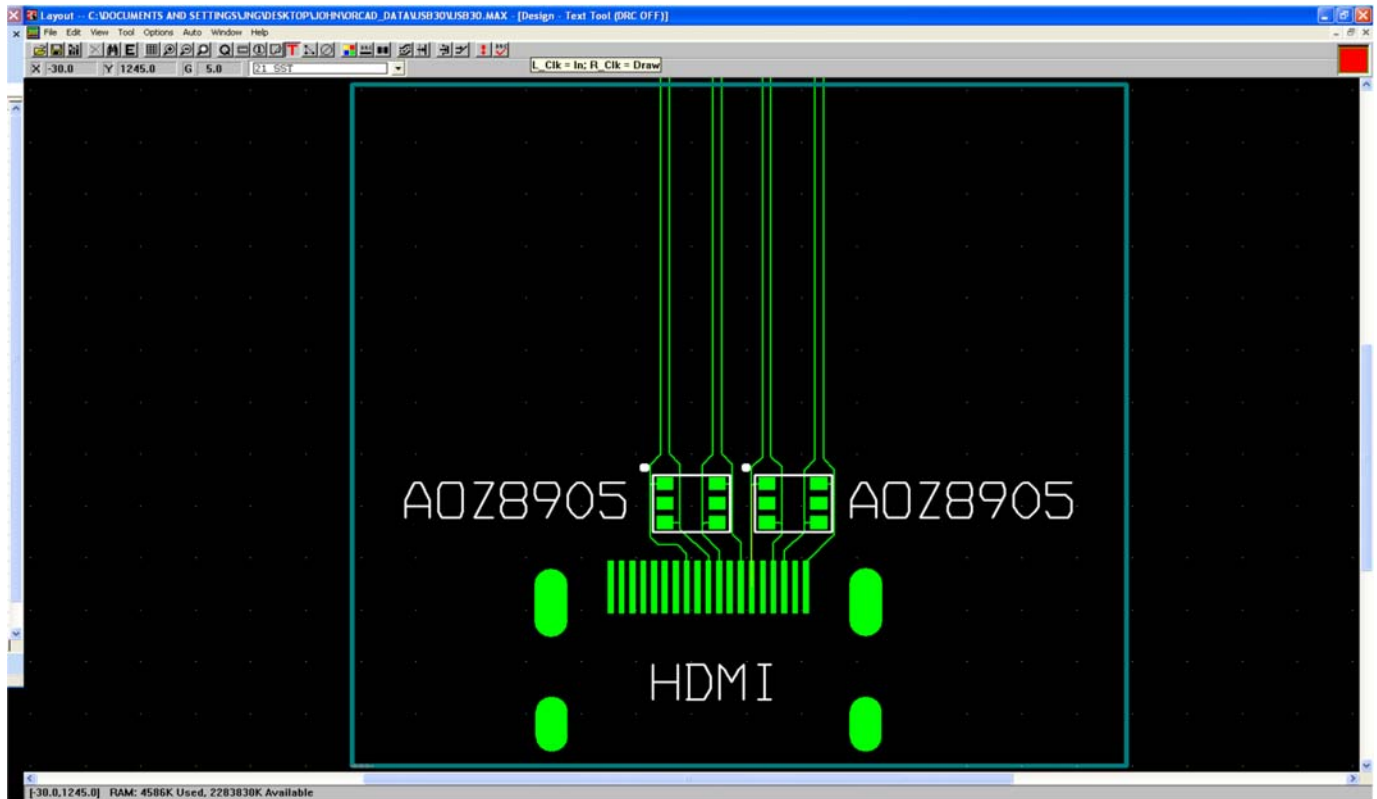 Layout -- C:\DOCUMENTS AND SETTINGS\JNG\DESKTOP\JOHN\ORCAD_DATA\USB30\USB30.MAX - [Design - Text Tool (DRC OFF)]
File Edit View Tool Options Auto Window Help
X -30.0 Y 1245.0 G 5.0 21 SST L_Clk = In; R_Clk = Draw
AOZ8905 AOZ8905
HDMI
[-30.0,1245.0] RAM: 4586K Used, 2283830K Available